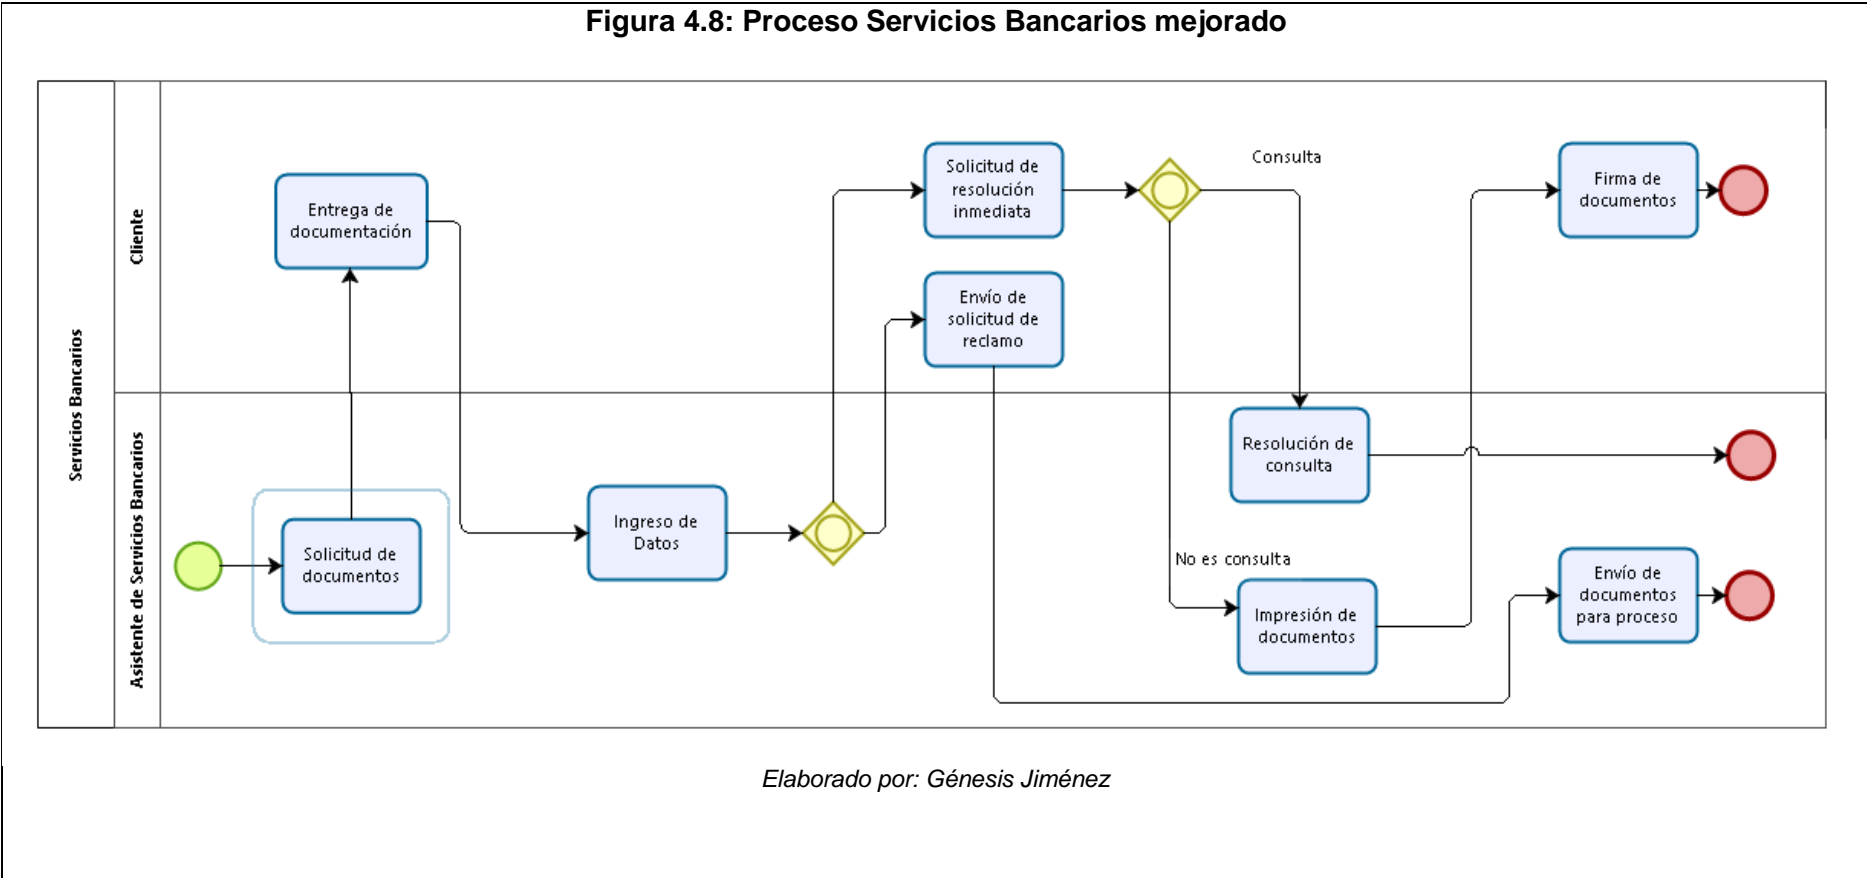 Figura 4.8: Proceso Servicios Bancarios mejorado
Servicios Bancarios
Cliente
Entrega de
documentación
Solicitud de
resolución
inmediata
Consulta
Firma de
documentos
Envío de
solicitud de
reclamo
Asistente de Servicios Bancarios
Solicitud de
documentos
Ingreso de
Datos
Resolución de
consulta
No es consulta
Impresión de
documentos
Envío de
documentos
para proceso
Elaborado por: Génesis Jiménez